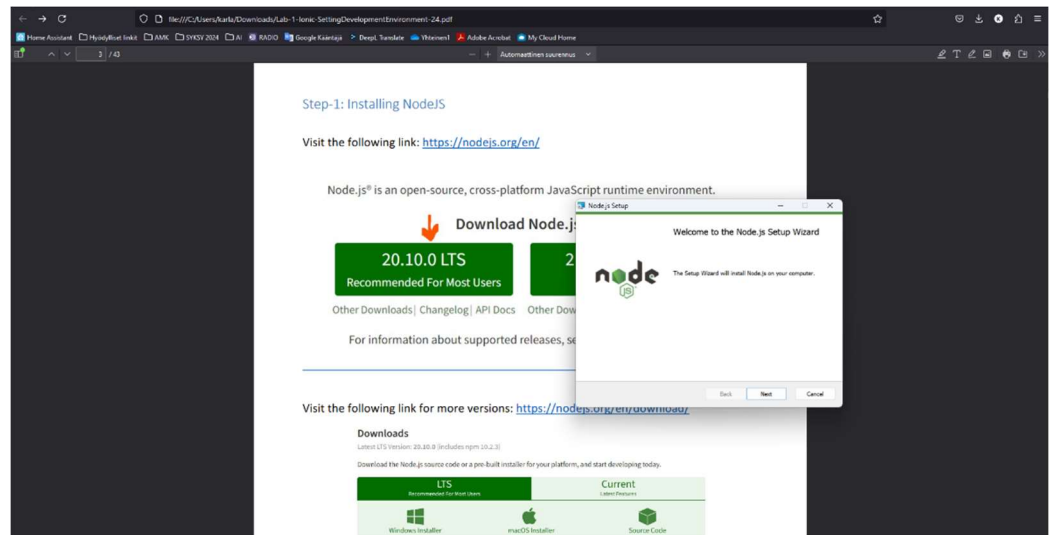 file:///C:/Users/karla/Downloads/Lab-1-Ionic-SettingDevelopmentEnvironment-24.pdf
Home Assistant Hyödylliset linkit AMK SYKSY 2024 AI RADIO Google Kääntäjä DeepL Translate Yhteinen1 Adobe Acrobat My Cloud Home
3 / 43 Automaattinen suurennus
Step-1: Installing NodeJS
Visit the following link: https://nodejs.org/en/
Node.js® is an open-source, cross-platform JavaScript runtime environment.
Node.js Setup
Download Node.js
Welcome to the Node.js Setup Wizard
20.10.0 LTS
2
Recommended For Most Users
node
JS
The Setup Wizard will install Node.js on your computer.
Other Downloads | Changelog | API Docs Other Dow
For information about supported releases, se
Back Next Cancel
Visit the following link for more versions: https://nodejs.org/en/download/
Downloads
Latest LTS Version: 20.10.0 (includes npm 10.2.3)
Download the Node.js source code or a pre-built installer for your platform, and start developing today.
LTS Current
Recommended For Most Users Latest Features
Windows Installer macOS Installer Source Code